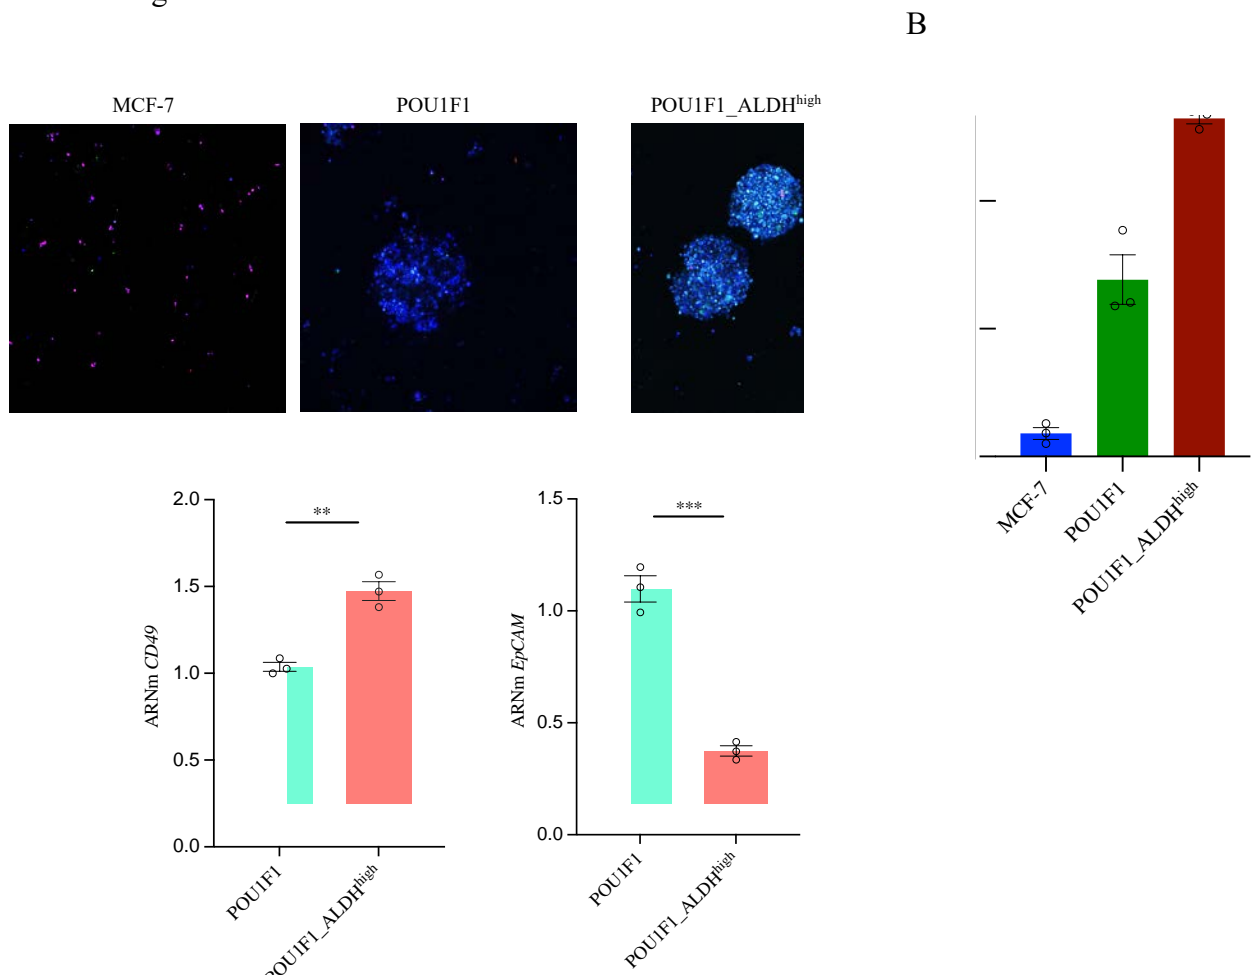 B
MCF-7
POU1F1
POU1F1_ALDHhigh
MCF-7
POU1F1
POU1F1_ALDHhigh
2.0
1.5
1.0
0.5
0.0
**
ARNm CD49
POU1F1
POU1F1_ALDHhigh
1.5
1.0
0.5
0.0
***
ARNm EpCAM
POU1F1
POU1F1_ALDHhigh